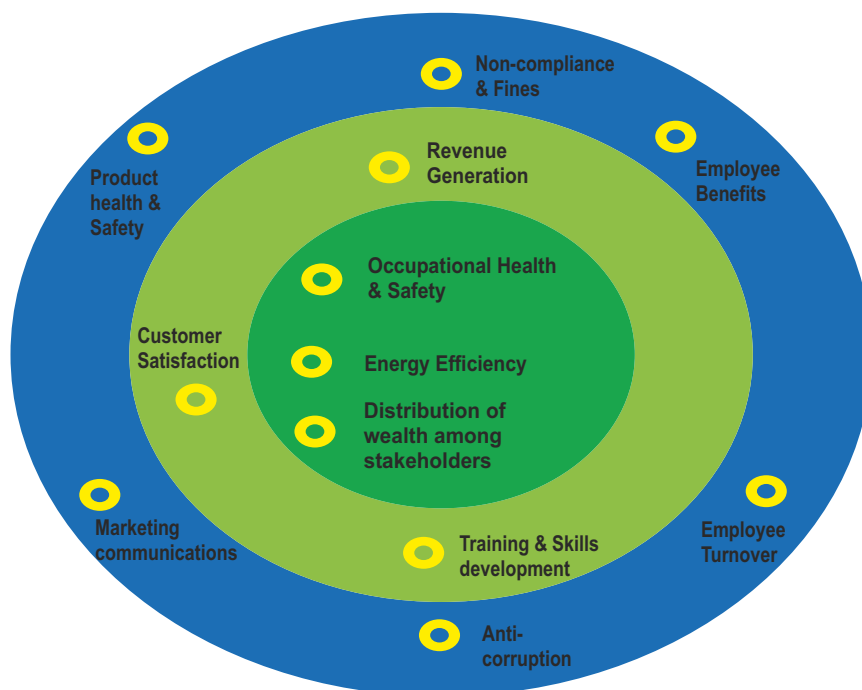 Non-compliance
& Fines
Product
health &
Safety
Employee
Benefits
Revenue
Generation
Occupational Health
& Safety
Customer
Satisfaction
Energy Efficiency
Distribution of
wealth among
stakeholders
Marketing
communications
Training & Skills
development
Employee
Turnover
Anti-
corruption